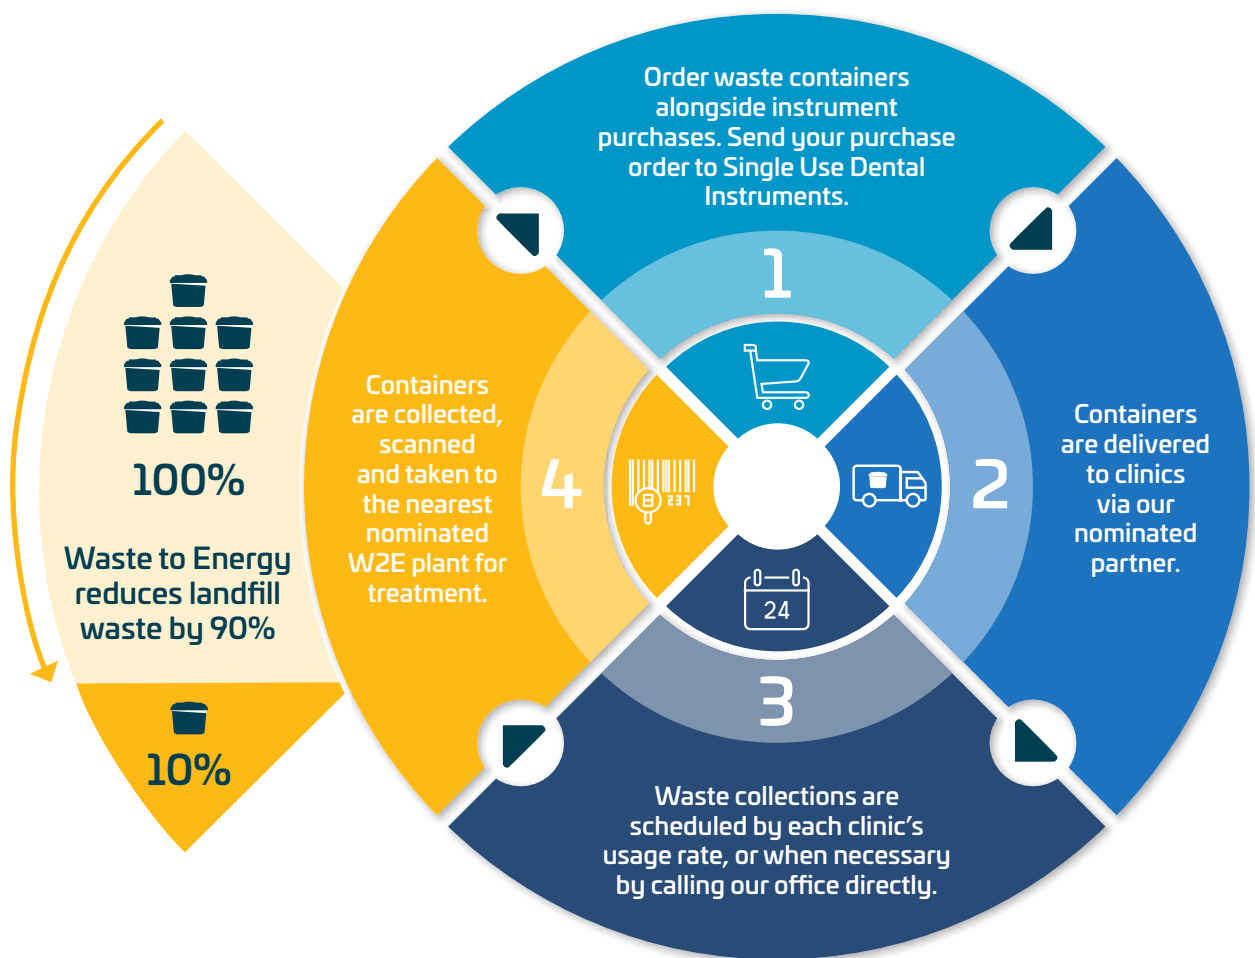 Order waste containers
alongside instrument
purchases. Send your purchase
order to Single Use Dental
Instruments.
1
Containers
are delivered
to clinics
via our
nominated
partner.
2
24
3
Waste collections are
scheduled by each clinic's
usage rate, or when necessary
by calling our office directly.
Containers
are collected,
scanned
and taken to
the nearest
nominated
W2E plant for
treatment.
4
8 237
100%
Waste to Energy
reduces landfill
waste by 90%
10%